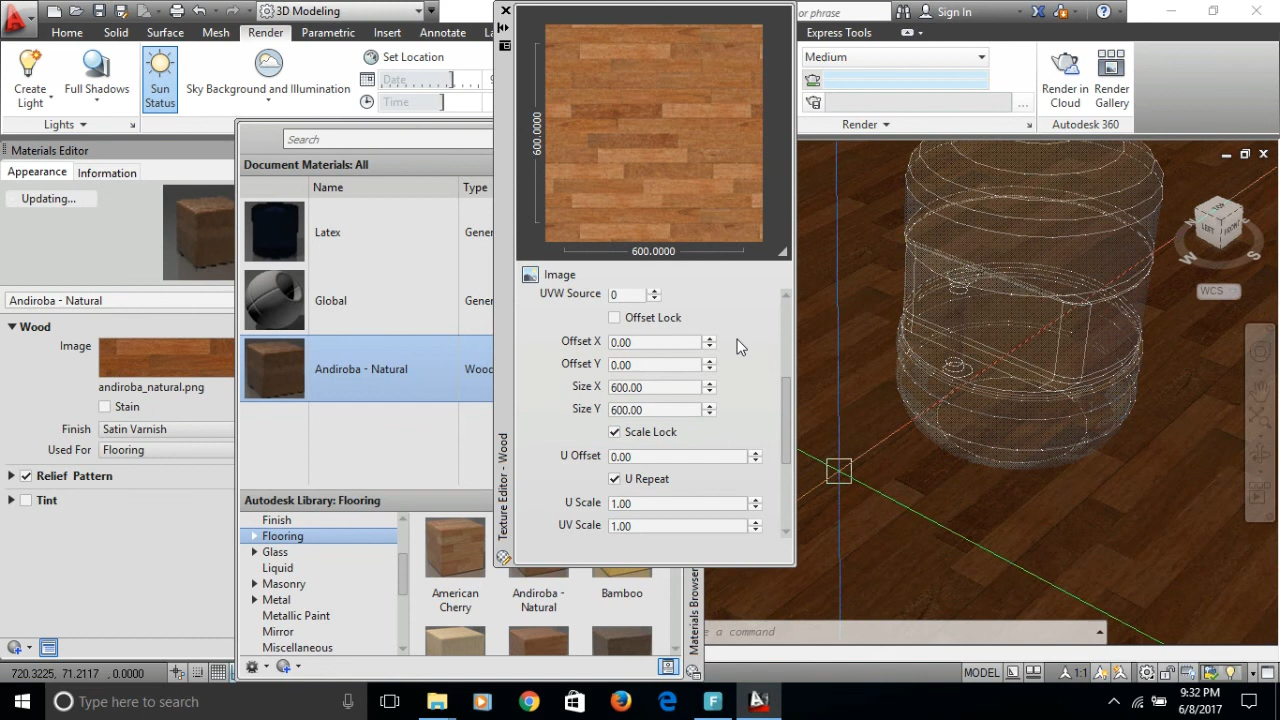 3D Modeling
or phrase
Sign In
Home
Solid
Surface
Mesh
Render
Parametric
Insert
Annotate
Express Tools
Create
Light
Full Shadows
Sun
Status
Sky Background and Illumination
Set Location
Date
Time
Medium
Render in
Cloud
Render
Gallery
Lights
Render
Autodesk 360
Materials Editor
Appearance
Information
Updating...
Andiroba - Natural
Wood
Image
andiroba_natural.png
Stain
Finish
Satin Varnish
Used For
Flooring
Relief Pattern
Tint
Search
Document Materials: All
Name
Type
Latex
Gener
Global
Gener
Andiroba - Natural
Wood
Autodesk Library: Flooring
Finish
Flooring
Glass
Liquid
Masonry
Metal
Metallic Paint
Mirror
Miscellaneous
American
Cherry
Andiroba -
Natural
Bamboo
Materials Browser
600.0000
600.0000
Image
UVW Source
0
Offset Lock
Offset X
0.00
Offset Y
0.00
Size X
600.00
Size Y
600.00
Scale Lock
U Offset
0.00
U Repeat
U Scale
1.00
UV Scale
1.00
Texture Editor - Wood
TOP
LEFT
FRONT
W
S
WCS
e a command
720.3225, 71.2117 , 0.0000
MODEL
1:1
Type here to search
9:32 PM
6/8/2017